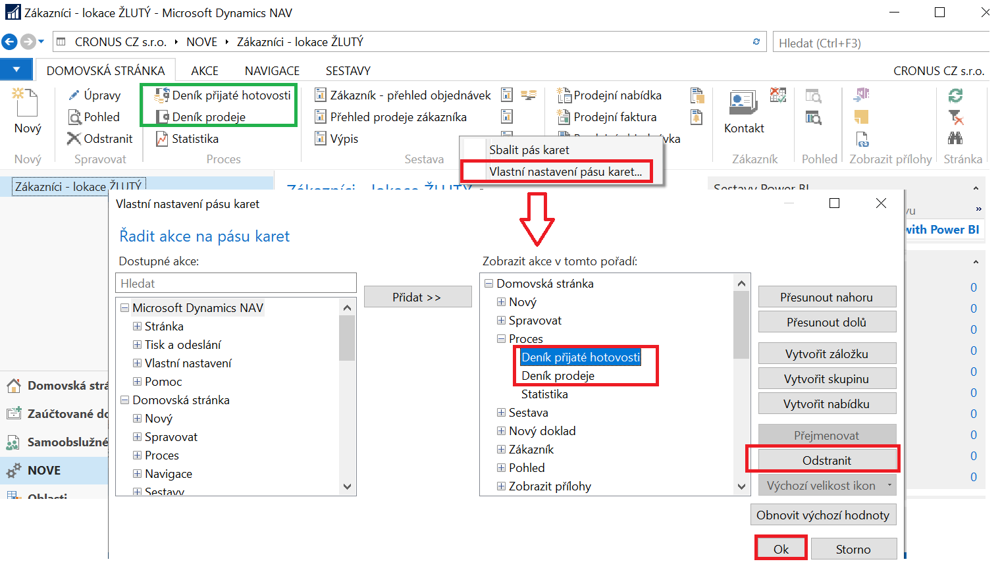 Zákazníci - lokace ŽLUTÝ - Microsoft Dynamics NAV
CRONUS CZ s.r.o. NOVE Zákazníci - lokace ŽLUTÝ
Hledat (Ctrl+F3)
DOMOVSKÁ STRÁNKA AKCE NAVIGACE SESTAVY CRONUS CZ s.r.o.
Nový
Úpravy
Pohled
Odstranit
Deník přijaté hotovosti
Deník prodeje
Statistika
Zákazník - přehled objednávek
Přehled prodeje zákazníka
Výpis
Prodejní nabídka
Prodejní faktura
Kontakt
Nový Spravovat Proces Sestava Zákazník Pohled Zobrazit přílohy Stránka
Sbalit pás karet
Vlastní nastavení pásu karet...
Zákazníci - lokace ŽLUTÝ
Zákazníci - lokace ŽLUTÝ
Sestavy Power BI
with Power BI
0
0
0
0
0
0
0
0
0
0
Domovská strá
Zaúčtované do
Samoobslužné
NOVE
Oblasti
Vlastní nastavení pásu karet
Řadit akce na pásu karet
Dostupné akce:
Hledat
Microsoft Dynamics NAV
Stránka
Tisk a odeslání
Vlastní nastavení
Pomoc
Domovská stránka
Nový
Spravovat
Proces
Navigace
Sestavy
Přidat >>
Zobrazit akce v tomto pořadí:
Domovská stránka
Nový
Spravovat
Proces
Deník přijaté hotovosti
Deník prodeje
Statistika
Sestava
Nový doklad
Zákazník
Pohled
Zobrazit přílohy
Přesunout nahoru
Přesunout dolů
Vytvořit záložku
Vytvořit skupinu
Vytvořit nabídku
Přejmenovat
Odstranit
Výchozí velikost ikon
Obnovit výchozí hodnoty
Ok
Storno